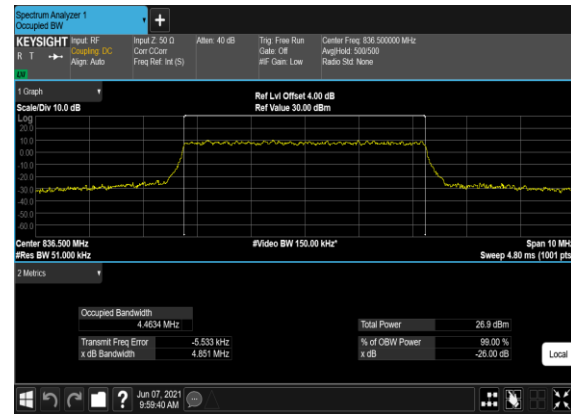 Spectrum Analyzer 1
Occupied BW
+
KEYSIGHT
R T
LV
Input: RF
Coupling: DC
Align: Auto
Input Z: 50 Ω
Corr CCorr
Freq Ref: Int (S)
Atten: 40 dB
Trig: Free Run
Gate: Off
#IF Gain: Low
Center Freq: 836.500000 MHz
Avg|Hold: 500/500
Radio Std: None
1 Graph
Scale/Div 10.0 dB
Ref Lvl Offset 4.00 dB
Ref Value 30.00 dBm
Log
20.0
10.0
0.00
-10.0
-20.0
-30.0
-40.0
-50.0
-60.0
Center 836.500 MHz
#Res BW 51.000 kHz
#Video BW 150.00 kHz*
Span 10 MHz
Sweep 4.80 ms (1001 pts)
2 Metrics
Occupied Bandwidth
4.4634 MHz
Total Power 26.9 dBm
Transmit Freq Error -5.533 kHz
% of OBW Power 99.00 %
x dB Bandwidth 4.851 MHz
x dB -26.00 dB
Local
?
Jun 07, 2021
9:59:40 AM